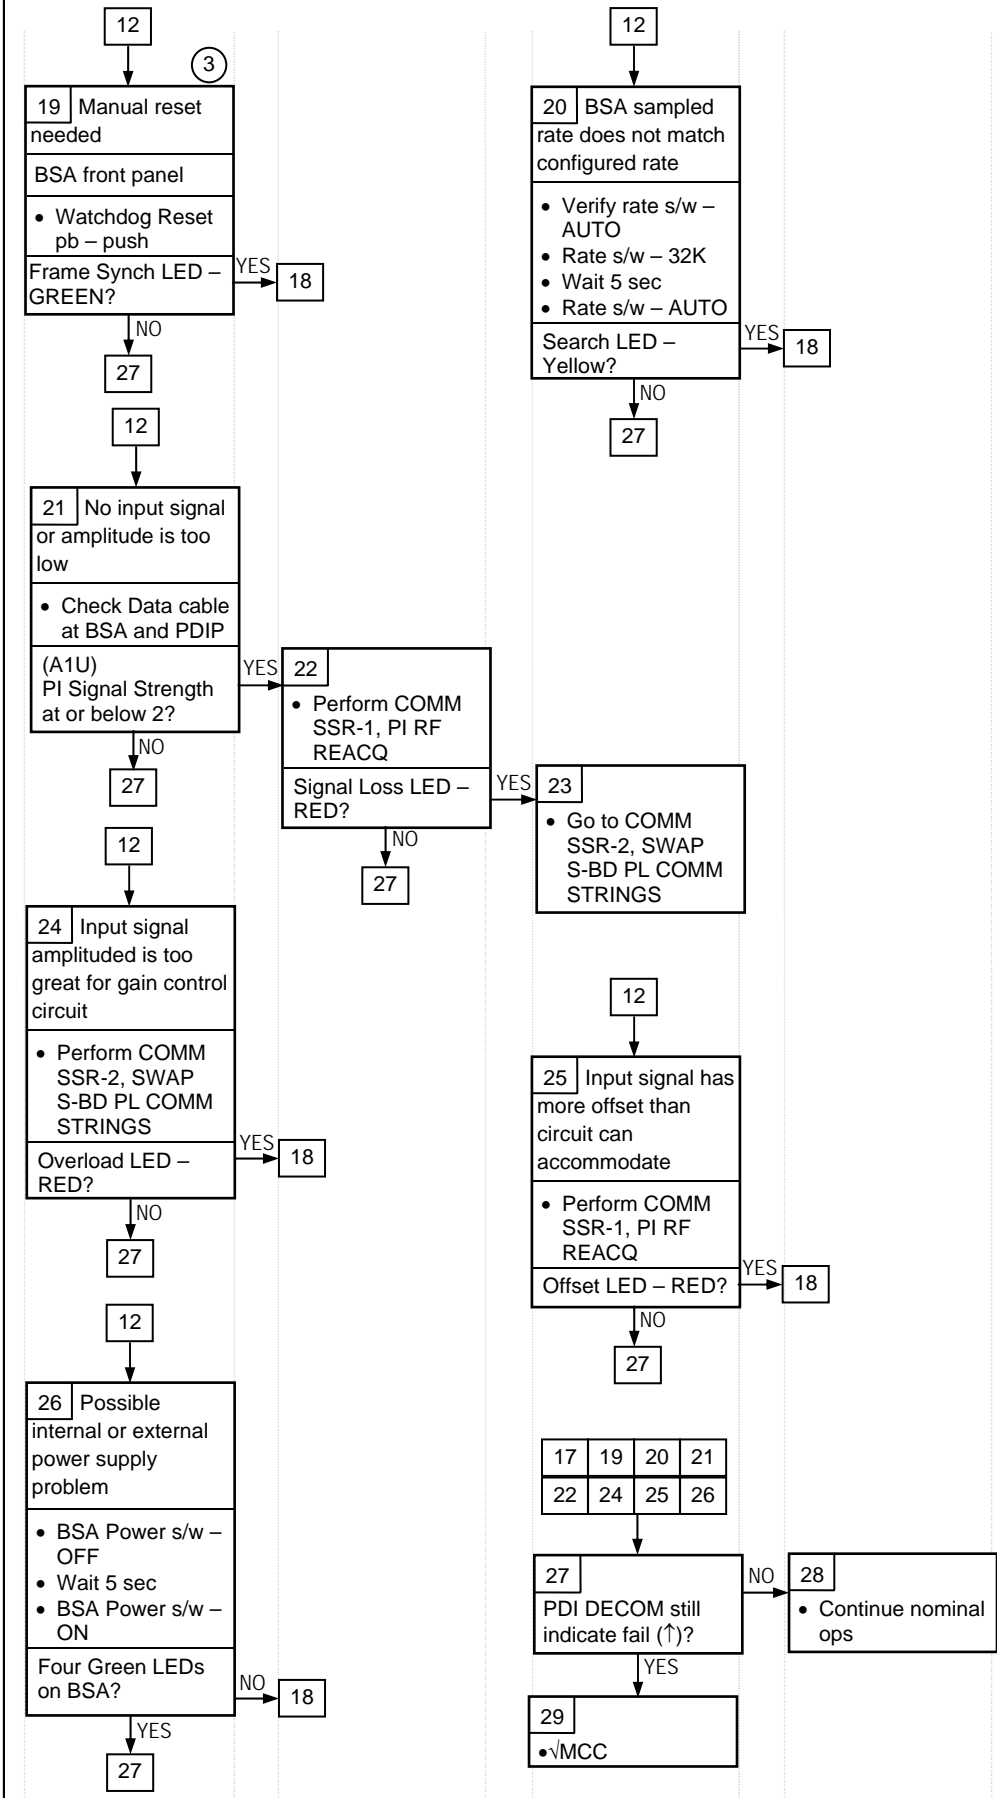 12
3
19 Manual reset
needed
BSA front panel
• Watchdog Reset
pb – push
Frame Synch LED –
GREEN?
YES
18
NO
27
12
20 BSA sampled
rate does not match
configured rate
• Verify rate s/w –
AUTO
• Rate s/w – 32K
• Wait 5 sec
• Rate s/w – AUTO
Search LED –
Yellow?
YES
18
NO
27
12
21 No input signal
or amplitude is too
low
• Check Data cable
at BSA and PDIP
(A1U)
PI Signal Strength
at or below 2?
YES
NO
27
22
• Perform COMM
SSR-1, PI RF
REACQ
Signal Loss LED –
RED?
YES
NO
27
23
• Go to COMM
SSR-2, SWAP
S-BD PL COMM
STRINGS
12
24 Input signal
amplituded is too
great for gain control
circuit
• Perform COMM
SSR-2, SWAP
S-BD PL COMM
STRINGS
Overload LED –
RED?
YES
18
NO
27
12
25 Input signal has
more offset than
circuit can
accommodate
• Perform COMM
SSR-1, PI RF
REACQ
Offset LED – RED?
YES
18
NO
27
12
26 Possible
internal or external
power supply
problem
• BSA Power s/w –
OFF
• Wait 5 sec
• BSA Power s/w –
ON
Four Green LEDs
on BSA?
NO
18
YES
27
17 19 20 21
22 24 25 26
27
PDI DECOM still
indicate fail (↑)?
NO
28
• Continue nominal
ops
YES
29
•√MCC